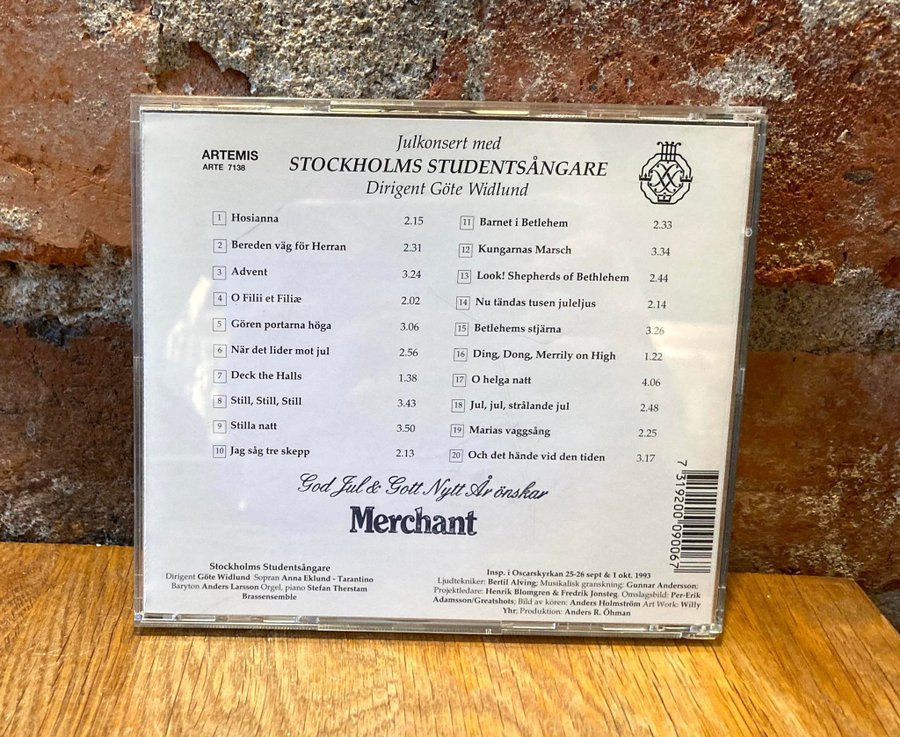 ARTEMIS
ARTE 7138
Julkonsert med
STOCKHOLMS STUDENTSÅNGARE
Dirigent Göte Widlund
1 Hosianna 2.15
2 Bereden väg för Herran 2.31
3 Advent 3.24
4 O Filii et Filiæ 2.02
5 Gören portarna höga 3.06
6 När det lider mot jul 2.56
7 Deck the Halls 1.38
8 Still, Still, Still 3.43
9 Stilla natt 3.50
10 Jag såg tre skepp 2.13
11 Barnet i Betlehem 2.33
12 Kungarnas Marsch 3.34
13 Look! Shepherds of Bethlehem 2.44
14 Nu tändas tusen juleljus 2.14
15 Betlehems stjärna 3.26
16 Ding, Dong, Merrily on High 1.22
17 O helga natt 4.06
18 Jul, jul, strålande jul 2.48
19 Marias vaggsång 2.25
20 Och det hände vid den tiden 3.17
God Jul & Gott Nytt År önskar
Merchant
7 319200 090067
Stockholms Studentsångare
Dirigent Göte Widlund Sopran Anna Eklund - Tarantino
Baryton Anders Larsson Orgel, piano Stefan Therstam
Brassensemble
Insp. i Oscarskyrkan 25-26 sept & 1 okt. 1993
Ljudtekniker: Bertil Alving; Musikalisk granskning: Gunnar Andersson;
Projektledare: Henrik Blomgren & Fredrik Jonsteg. Omslagsbild: Per-Erik
Adamsson/Greatshots; Bild av kören: Anders Holmström Art Work: Willy
Yhr; Produktion: Anders R. Öhman